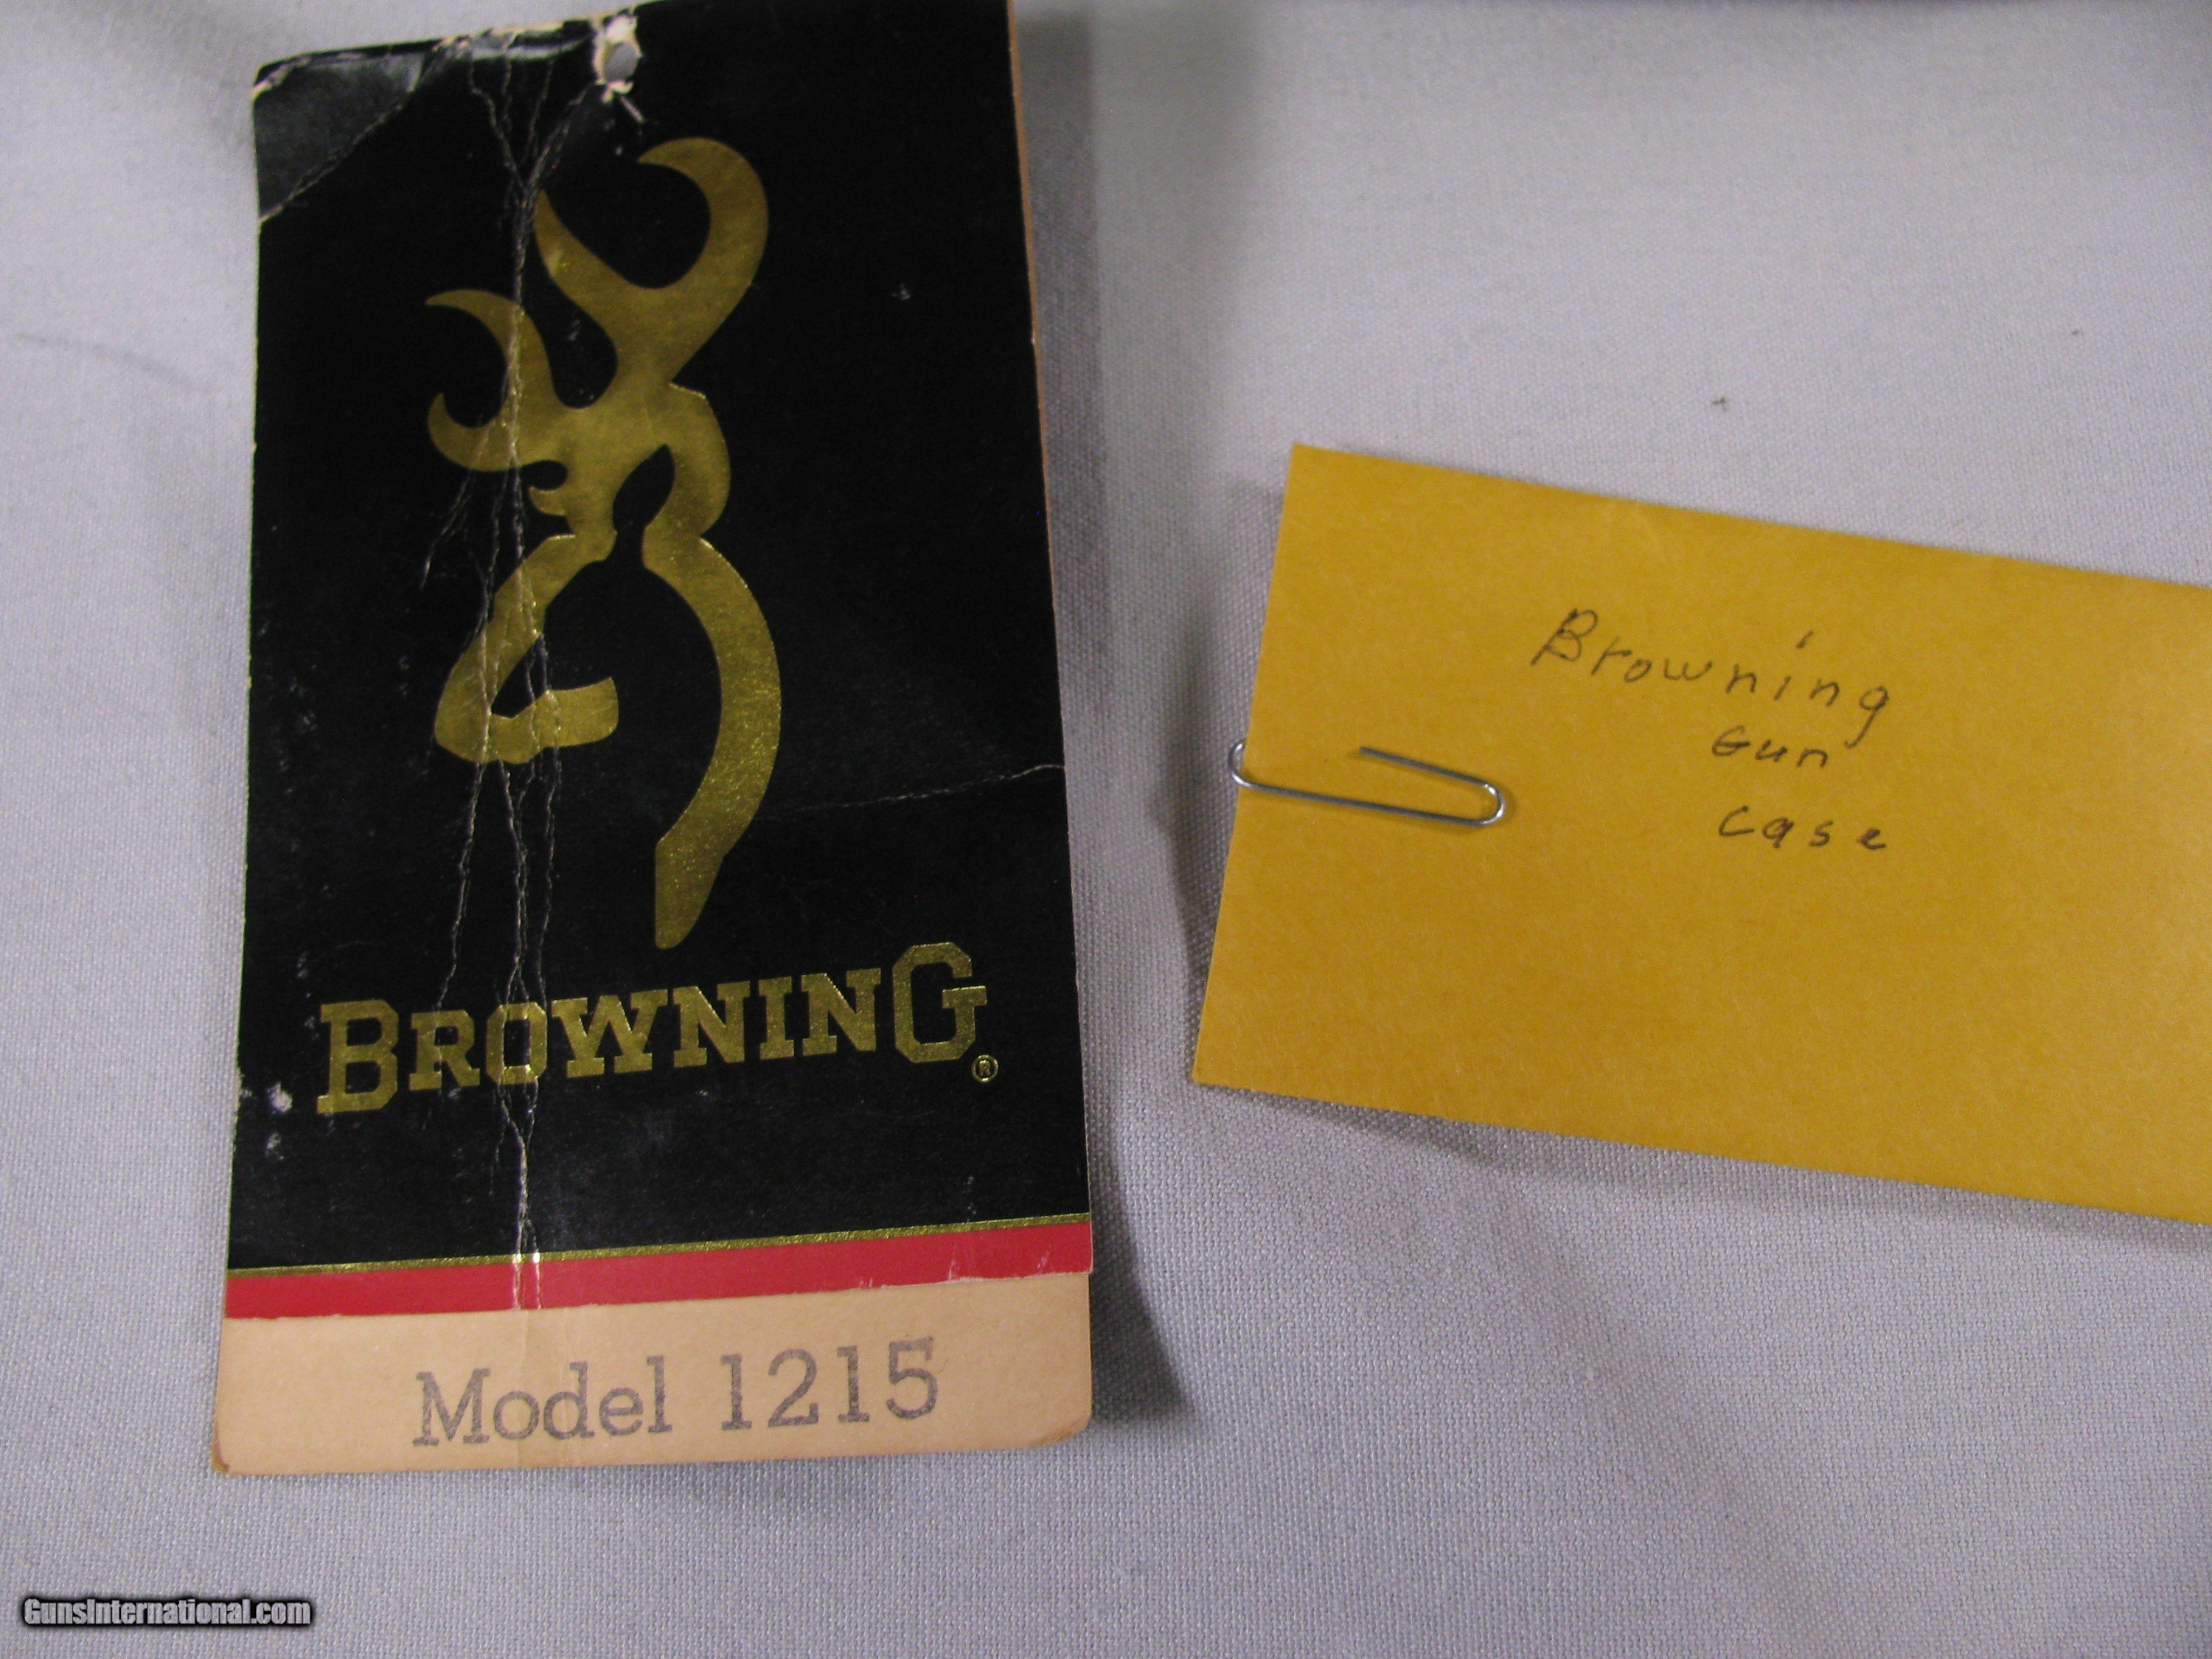 BROWNING®
Model 1215
Browning
Gun
case
GunsInternational.com